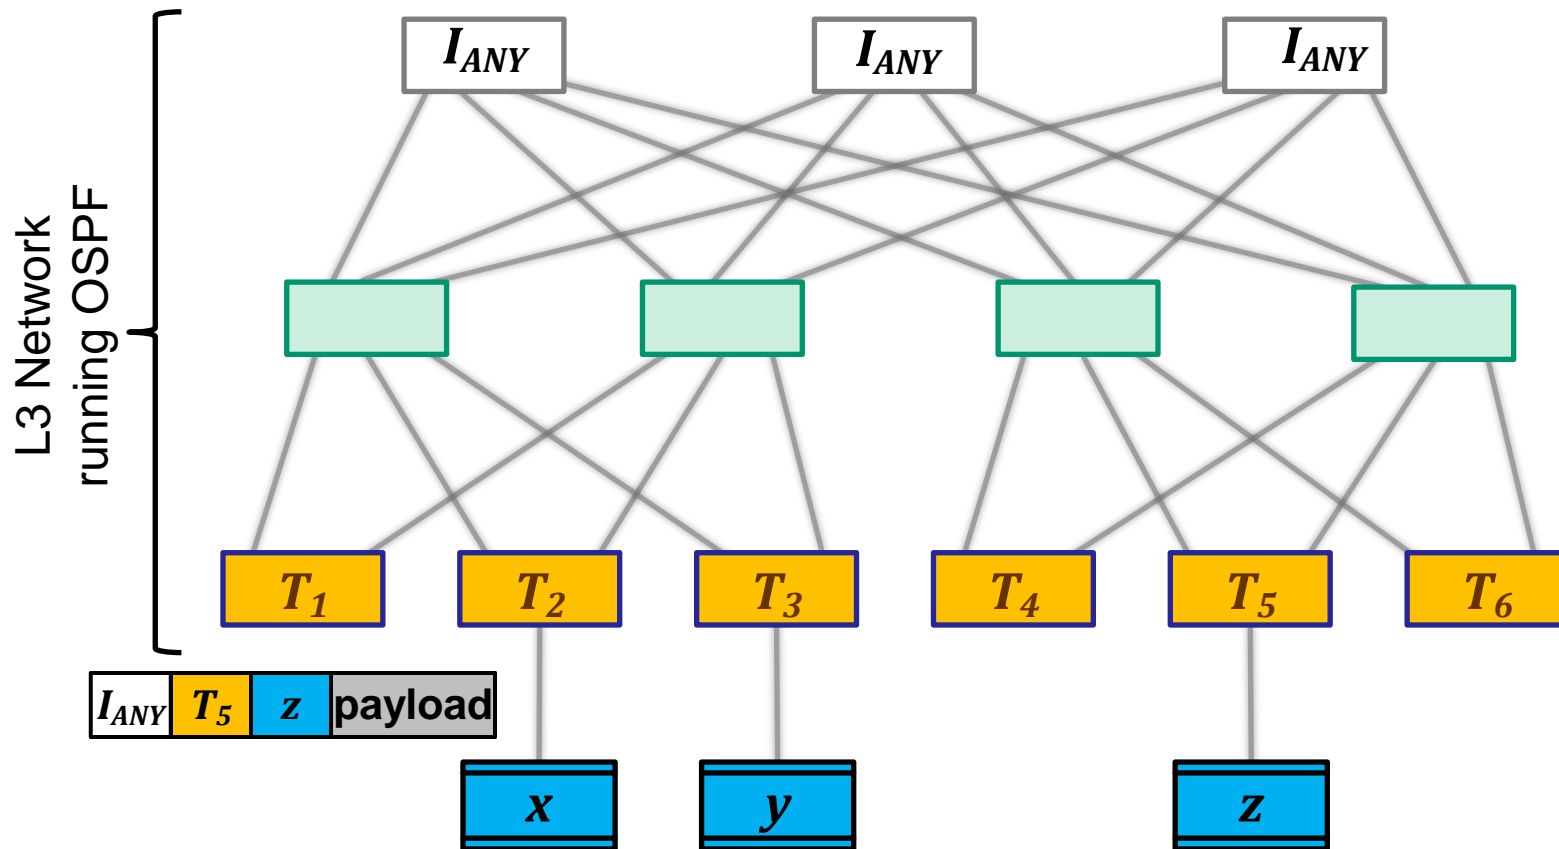 I_ANY I_ANY I_ANY
L3 Network
running OSPF
T_1 T_2 T_3 T_4 T_5 T_6
I_ANY T_5 z payload
x y z